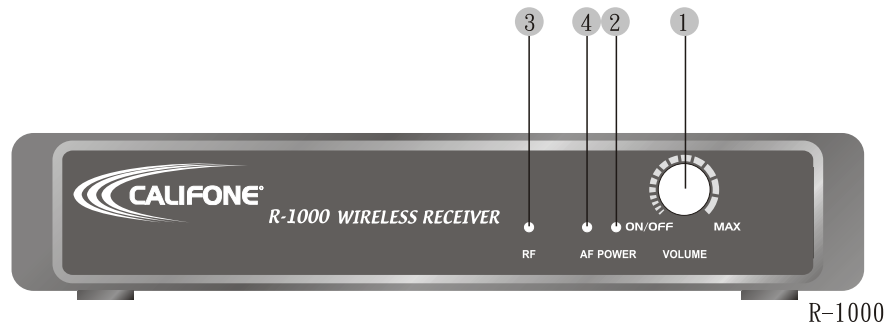 3 4 2 1
CALIFONE®
R-1000 WIRELESS RECEIVER
ON/OFF MAX
RF AF POWER VOLUME
R-1000